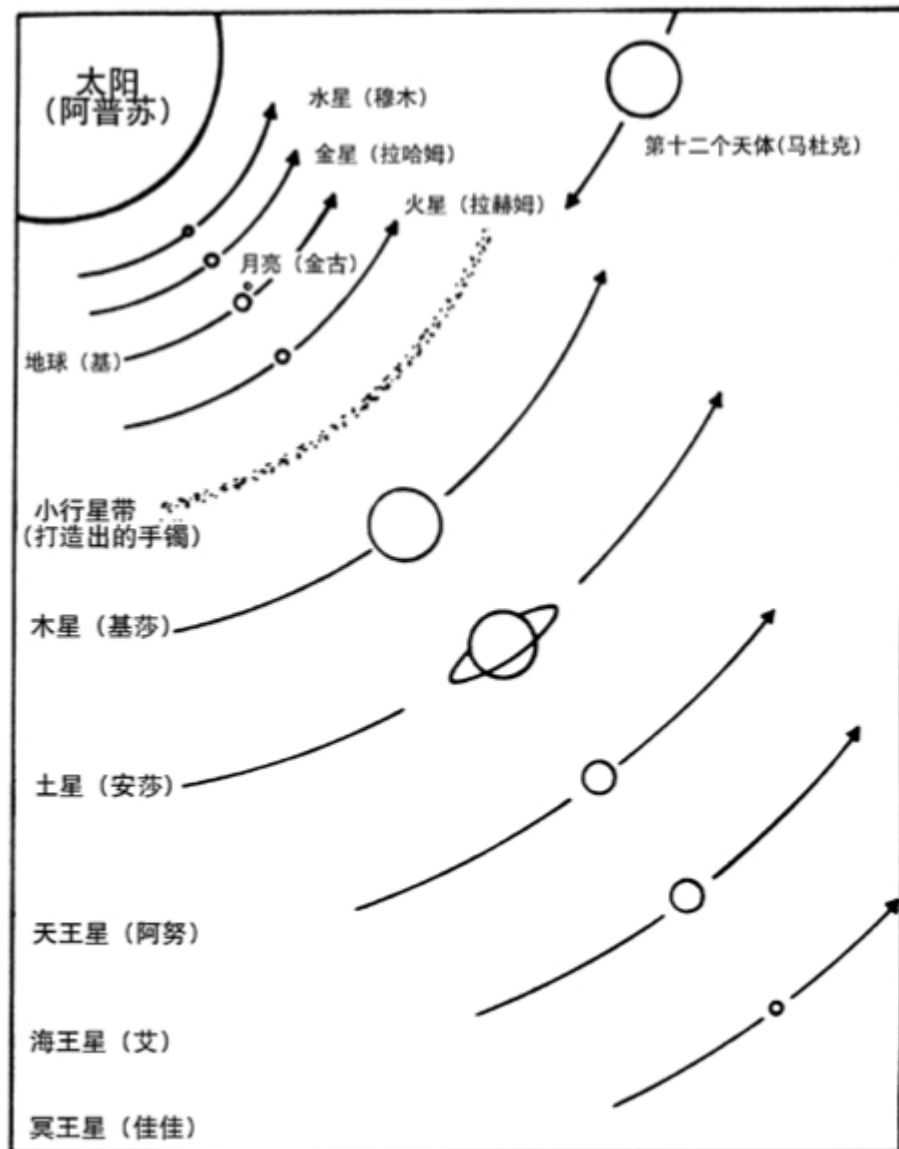 太阳
(阿普苏)
水星（穆木）
金星（拉哈姆）
第十二个天体(马杜克)
火星（拉赫姆）
月亮（金古）
地球（基）
小行星带
(打造出的手镯)
木星（基莎）
土星（安莎）
天王星（阿努）
海王星（艾）
冥王星（佳佳）